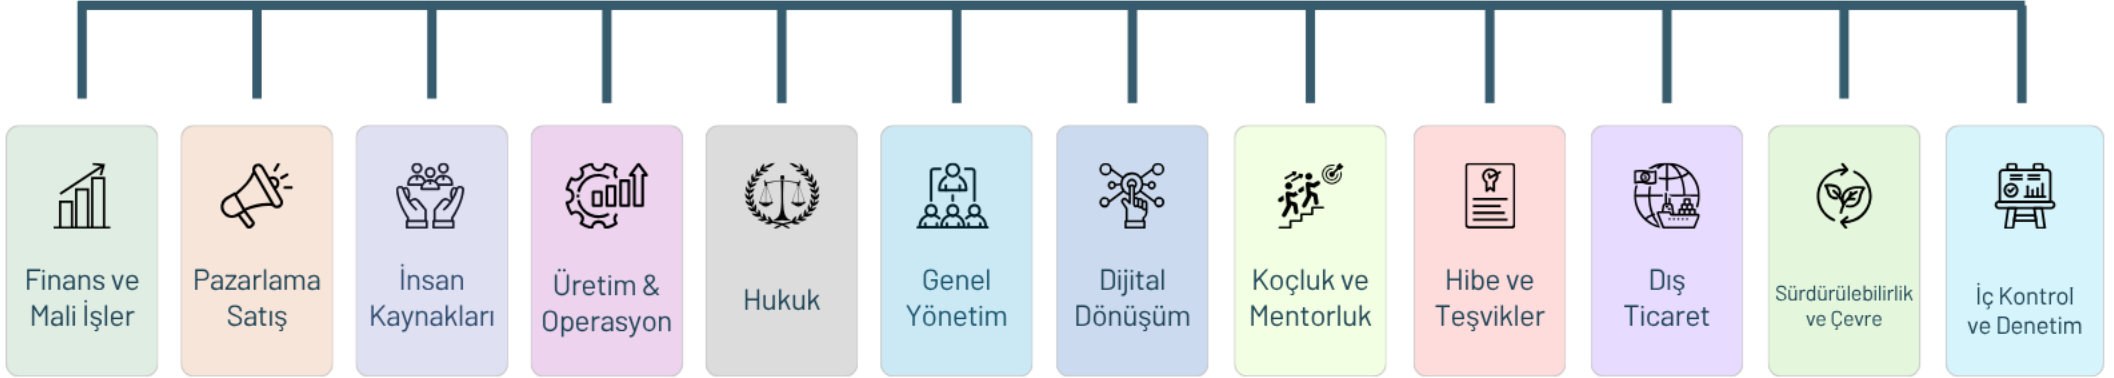 Finans ve
Mali İşler
Pazarlama
Satış
İnsan
Kaynakları
Üretim &
Operasyon
Hukuk
Genel
Yönetim
Dijital
Dönüşüm
Koçluk ve
Mentorluk
Hibe ve
Teşvikler
Dış
Ticaret
Sürdürülebilirlik
ve Çevre
İç Kontrol
ve Denetim